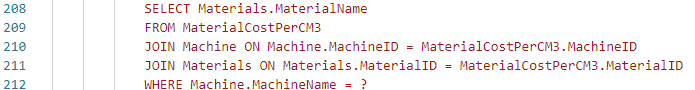 208 SELECT Materials.MaterialName
209 FROM MaterialCostPerCM3
210 JOIN Machine ON Machine.MachineID = MaterialCostPerCM3.MachineID
211 JOIN Materials ON Materials.MaterialID = MaterialCostPerCM3.MaterialID
212 WHERE Machine.MachineName = ?